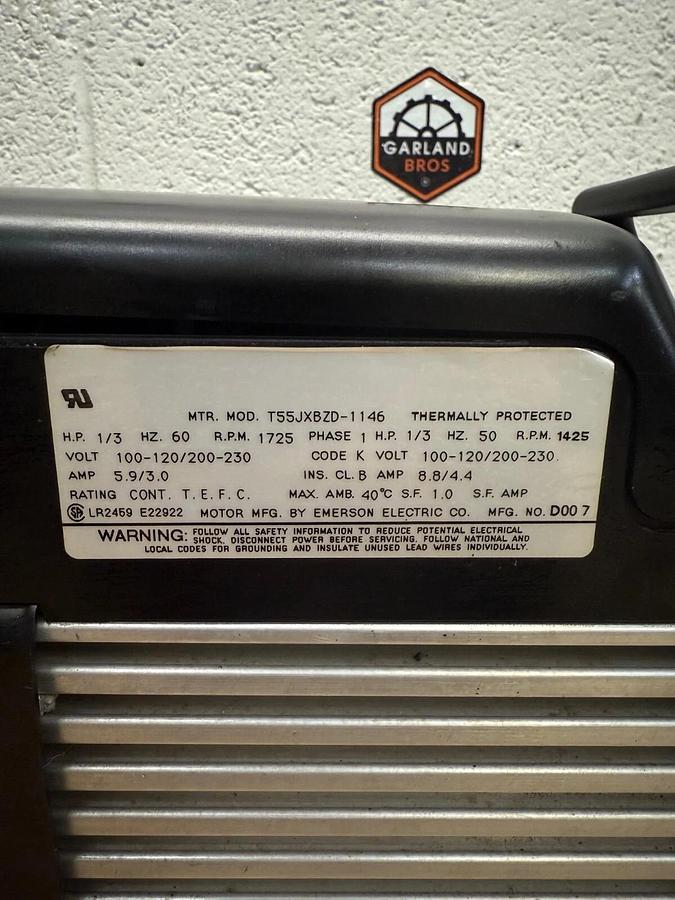 GARLAND
BROS
MTR. MOD. T55JXBZD-1146 THERMALLY PROTECTED
H.P. 1/3 HZ. 60 R.P.M. 1725 PHASE 1 H.P. 1/3 HZ. 50 R.P.M. 1425
VOLT 100-120/200-230 CODE K VOLT 100-120/200-230.
AMP 5.9/3.0 INS. CL. B AMP 8.8/4.4
RATING CONT. T.E.F.C. MAX. AMB. 40°C S.F. 1.0 S.F. AMP
LR2459 E22922 MOTOR MFG. BY EMERSON ELECTRIC CO. MFG. NO. D00 7
WARNING: FOLLOW ALL SAFETY INFORMATION TO REDUCE POTENTIAL ELECTRICAL
SHOCK. DISCONNECT POWER BEFORE SERVICING. FOLLOW NATIONAL AND
LOCAL CODES FOR GROUNDING AND INSULATE UNUSED LEAD WIRES INDIVIDUALLY.